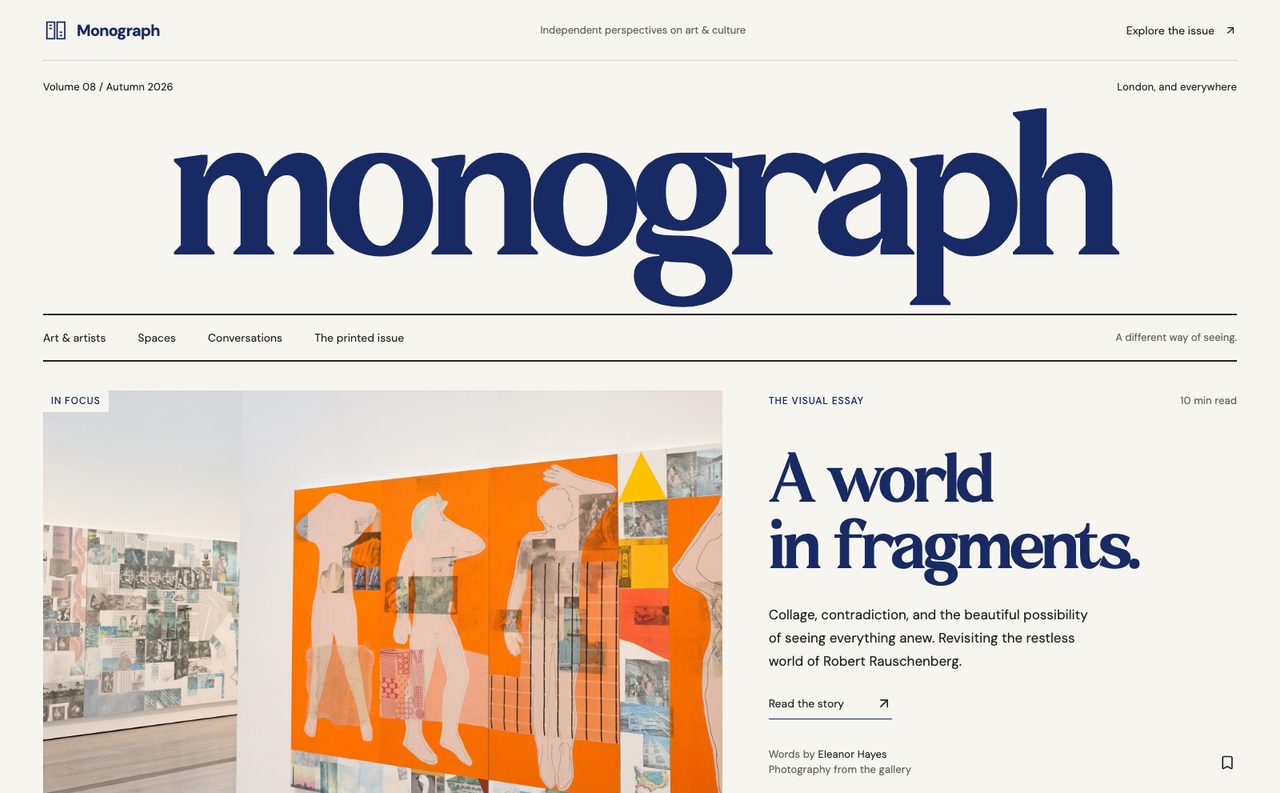 Monograph
Independent perspectives on art & culture
Explore the issue
Volume 08 / Autumn 2026
London, and everywhere
monograph
Art & artists
Spaces
Conversations
The printed issue
A different way of seeing.
IN FOCUS
THE VISUAL ESSAY
10 min read
A world
in fragments.
Collage, contradiction, and the beautiful possibility
of seeing everything anew. Revisiting the restless
world of Robert Rauschenberg.
Read the story
Words by Eleanor Hayes
Photography from the gallery